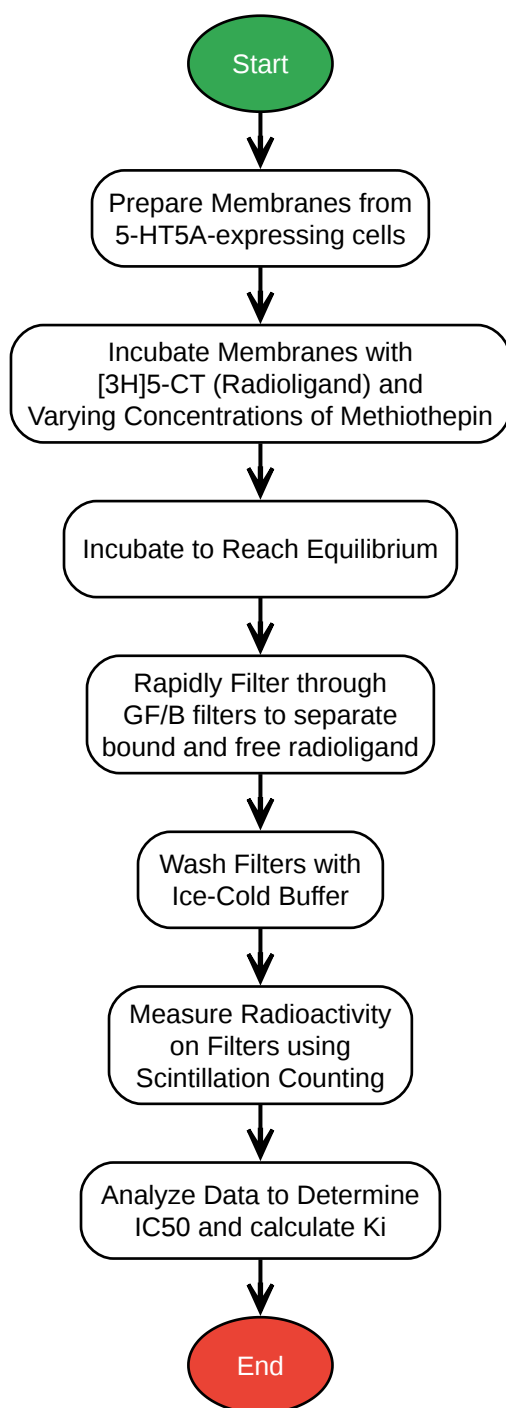 Start
Prepare Membranes from
5-HT5A-expressing cells
Incubate Membranes with
[3H]5-CT (Radioligand) and
Varying Concentrations of Methiothepin
Incubate to Reach Equilibrium
Rapidly Filter through
GF/B filters to separate
bound and free radioligand
Wash Filters with
Ice-Cold Buffer
Measure Radioactivity
on Filters using
Scintillation Counting
Analyze Data to Determine
IC50 and calculate Ki
End